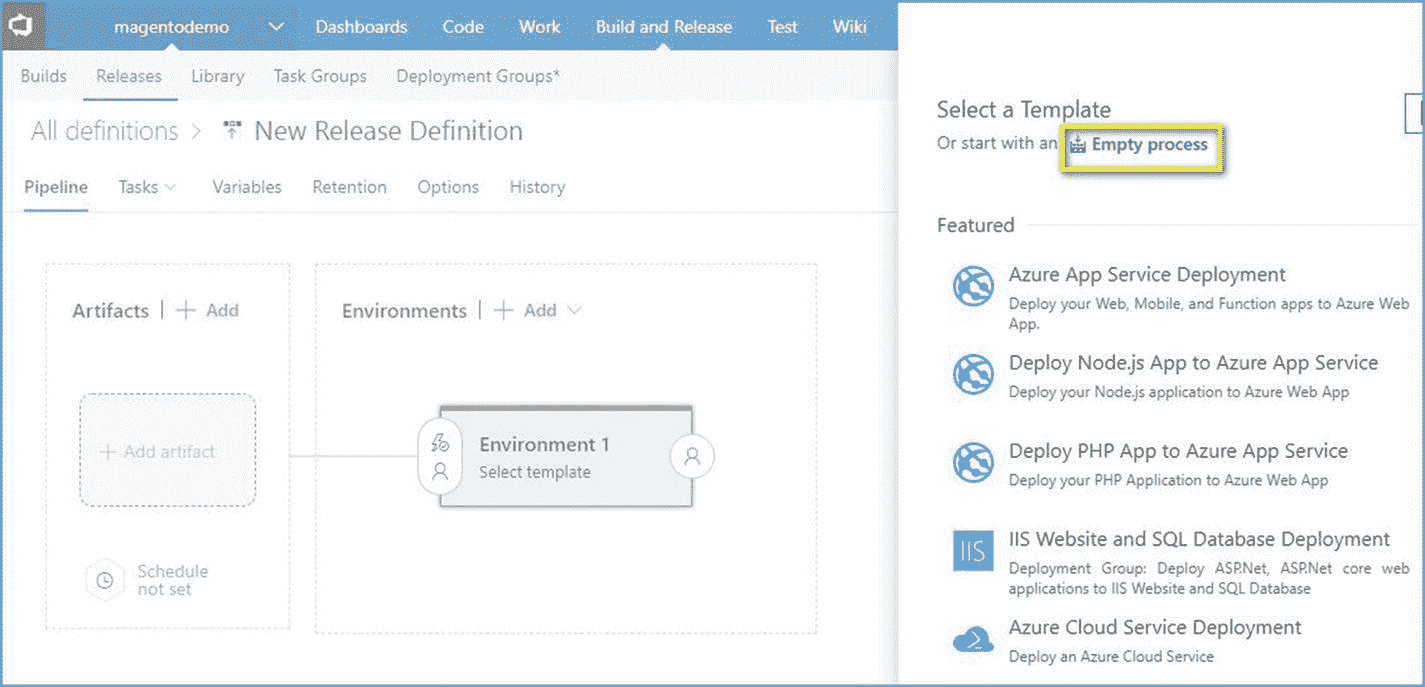 magentodemo Dashboards Code Work Build and Release Test Wiki
Builds Releases Library Task Groups Deployment Groups*
All definitions > New Release Definition
Pipeline Tasks Variables Retention Options History
Artifacts | + Add
Environments | + Add
+ Add artifact
Environment 1
Select template
Schedule
not set
Select a Template
Or start with an Empty process
Featured
Azure App Service Deployment
Deploy your Web, Mobile, and Function apps to Azure Web
App.
Deploy Node.js App to Azure App Service
Deploy your Node.js application to Azure Web App
Deploy PHP App to Azure App Service
Deploy your PHP Application to Azure Web App
IIS
IIS Website and SQL Database Deployment
Deployment Group: Deploy ASP.Net, ASP.Net core web
applications to IIS Website and SQL Database
Azure Cloud Service Deployment
Deploy an Azure Cloud Service